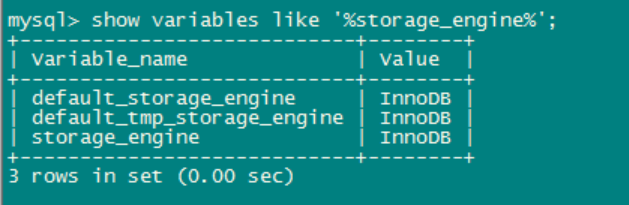 mysql> show variables like '%storage_engine%';
+----------------------------+--------+
| Variable_name              | Value  |
+----------------------------+--------+
| default_storage_engine     | InnoDB |
| default_tmp_storage_engine | InnoDB |
| storage_engine             | InnoDB |
+----------------------------+--------+
3 rows in set (0.00 sec)